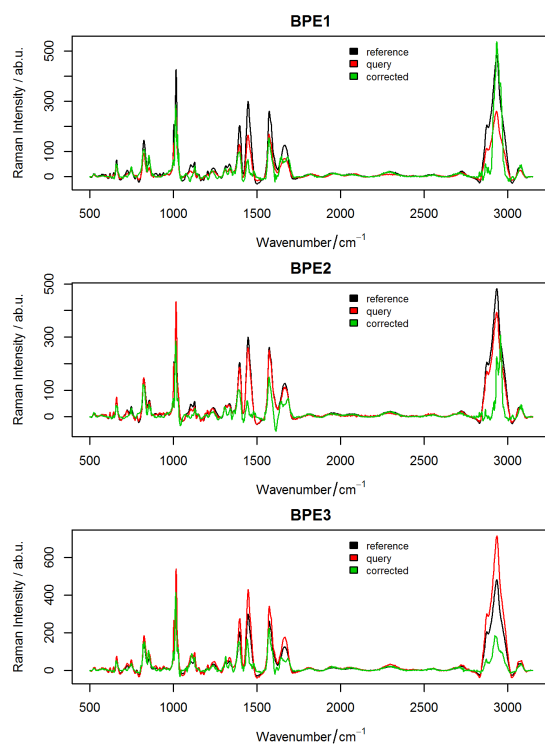 BPE1
Raman Intensity / ab.u.
0
100
300
500
reference
query
corrected
500
1000
1500
2000
2500
3000
Wavenumber/cm⁻¹
BPE2
Raman Intensity / ab.u.
0
100
200
300
400
500
reference
query
corrected
500
1000
1500
2000
2500
3000
Wavenumber/cm⁻¹
BPE3
Raman Intensity / ab.u.
0
200
400
600
reference
query
corrected
500
1000
1500
2000
2500
3000
Wavenumber/cm⁻¹